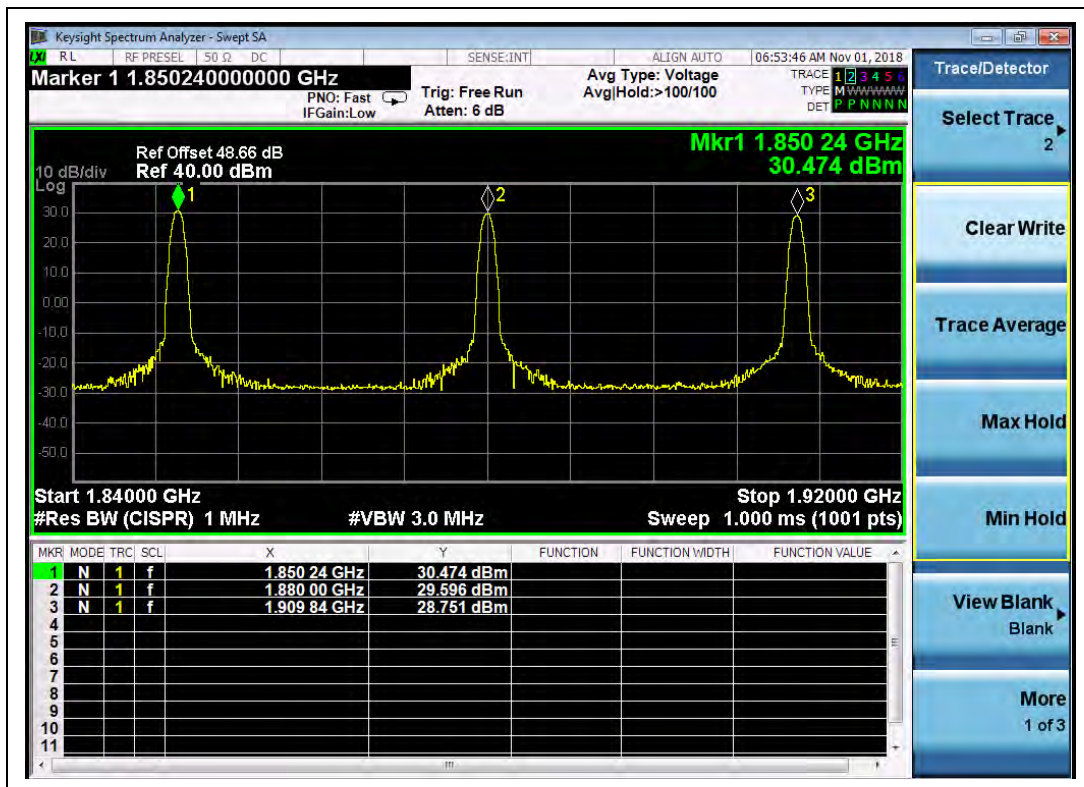 Keysight Spectrum Analyzer - Swept SA
LXI RL RF PRESEL 50 Ω DC SENSE:INT ALIGN AUTO 06:53:46 AM Nov 01, 2018
Marker 1 1.850240000000 GHz
PNO: Fast
IFGain:Low
Trig: Free Run
Atten: 6 dB
Avg Type: Voltage
Avg|Hold:>100/100
TRACE 1 2 3 4 5 6
TYPE M WWWWW
DET P P N N N N
Mkr1 1.850 24 GHz
30.474 dBm
Ref Offset 48.66 dB
10 dB/div Ref 40.00 dBm
Log
1
2
3
30.0
20.0
10.0
0.00
-10.0
-20.0
-30.0
-40.0
-50.0
Start 1.84000 GHz Stop 1.92000 GHz
#Res BW (CISPR) 1 MHz #VBW 3.0 MHz Sweep 1.000 ms (1001 pts)
MKR MODE TRC SCL X Y FUNCTION FUNCTION WIDTH FUNCTION VALUE
1 N 1 f 1.850 24 GHz 30.474 dBm
2 N 1 f 1.880 00 GHz 29.596 dBm
3 N 1 f 1.909 84 GHz 28.751 dBm
4
5
6
7
8
9
10
11
Trace/Detector
Select Trace
2
Clear Write
Trace Average
Max Hold
Min Hold
View Blank
Blank
More
1 of 3